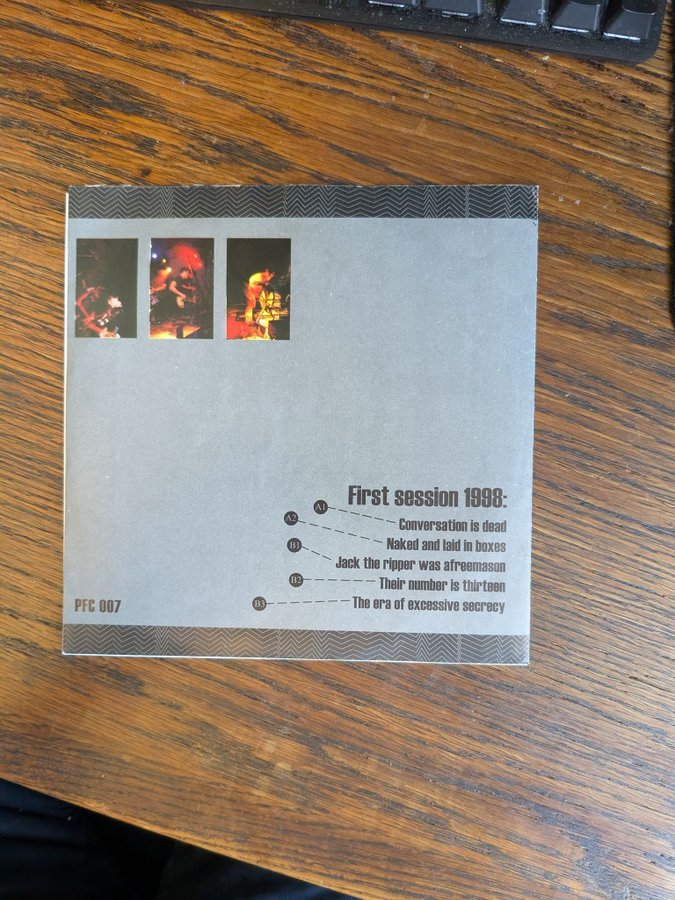 First session 1998:
A1 Conversation is dead
A2 Naked and laid in boxes
B1 Jack the ripper was afreemason
B2 Their number is thirteen
B3 The era of excessive secrecy
PFC 007